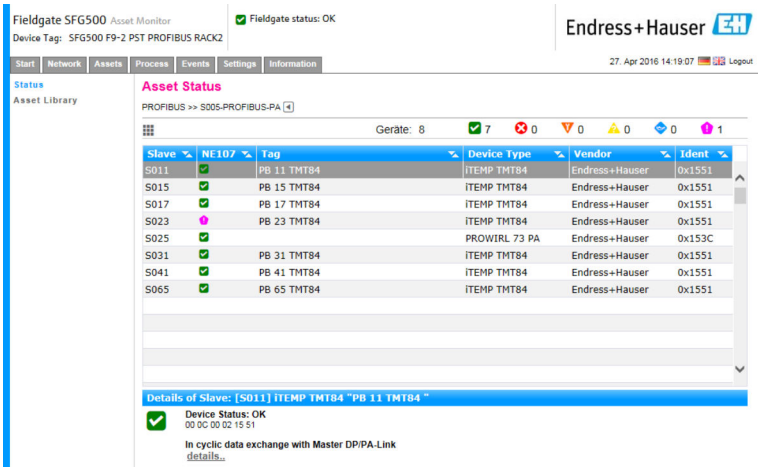 Fieldgate SFG500 Asset Monitor
Fieldgate status: OK
Device Tag: SFG500 F9-2 PST PROFIBUS RACK2
Endress+Hauser EH
Start Network Assets Process Events Settings Information
27. Apr 2016 14:19:07 Logout
Status
Asset Library
Asset Status
PROFIBUS >> S005-PROFIBUS-PA
Geräte: 8 7 0 0 0 0 1
Slave NE107 Tag Device Type Vendor Ident
S011 PB 11 TMT84 iTEMP TMT84 Endress+Hauser 0x1551
S015 PB 15 TMT84 iTEMP TMT84 Endress+Hauser 0x1551
S017 PB 17 TMT84 iTEMP TMT84 Endress+Hauser 0x1551
S023 PB 23 TMT84 iTEMP TMT84 Endress+Hauser 0x1551
S025 PROWIRL 73 PA Endress+Hauser 0x153C
S031 PB 31 TMT84 iTEMP TMT84 Endress+Hauser 0x1551
S041 PB 41 TMT84 iTEMP TMT84 Endress+Hauser 0x1551
S065 PB 65 TMT84 iTEMP TMT84 Endress+Hauser 0x1551
Details of Slave: [S011] iTEMP TMT84 "PB 11 TMT84 "
Device Status: OK
00 0C 00 02 15 51
In cyclic data exchange with Master DP/PA-Link
details..